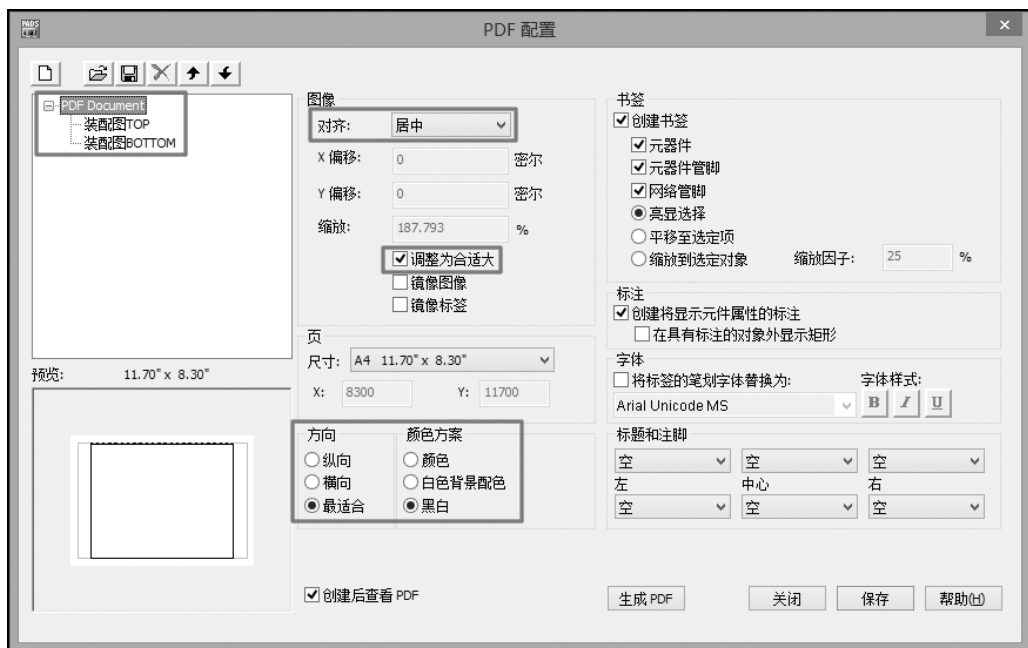 PADS
PDF 配置
PDF Document
装配图TOP
装配图BOTTOM
预览:
11.70" x 8.30"
图像
对齐: 居中
X 偏移: 0 密尔
Y 偏移: 0 密尔
缩放: 187.793 %
调整为合适大
镜像图像
镜像标签
页
尺寸: A4 11.70" x 8.30"
X: 8300 Y: 11700
方向
纵向
横向
最适合
颜色方案
颜色
白色背景配色
黑白
创建后查看 PDF
书签
创建书签
元器件
元器件管脚
网络管脚
亮显选择
平移至选定项
缩放到选定对象 缩放因子: 25 %
标注
创建将显示元件属性的标注
在具有标注的对象外显示矩形
字体
将标签的笔划字体替换为: 字体样式:
Arial Unicode MS B I U
标题和注脚
空 空 空
左 中心 右
空 空 空
生成 PDF 关闭 保存 帮助(H)